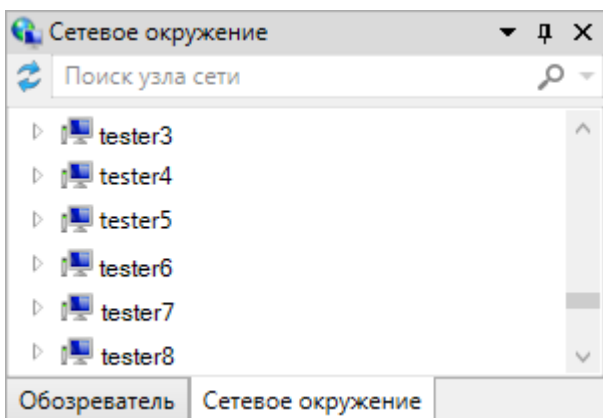 Сетевое окружение
Поиск узла сети
tester3
tester4
tester5
tester6
tester7
tester8
Обозреватель Сетевое окружение